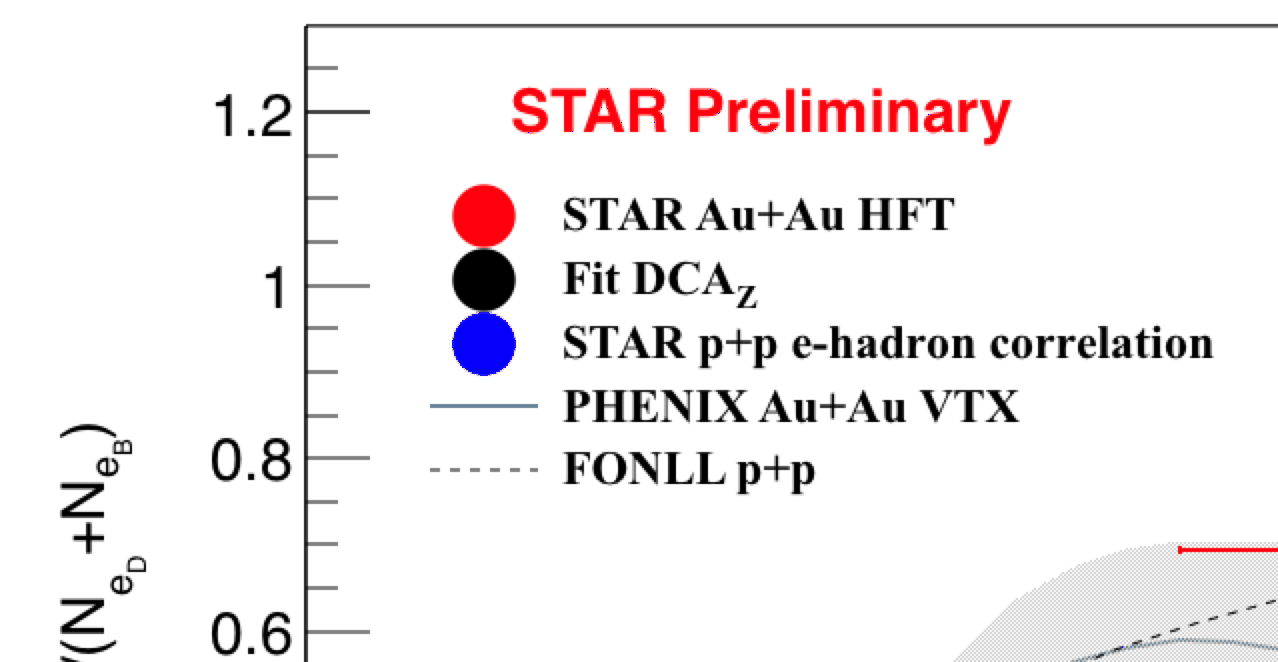 STAR Preliminary
STAR Au+Au HFT
Fit DCA_Z
STAR p+p e-hadron correlation
PHENIX Au+Au VTX
FONLL p+p
1.2
1
0.8
0.6
/(N_{e_D} +N_{e_B})